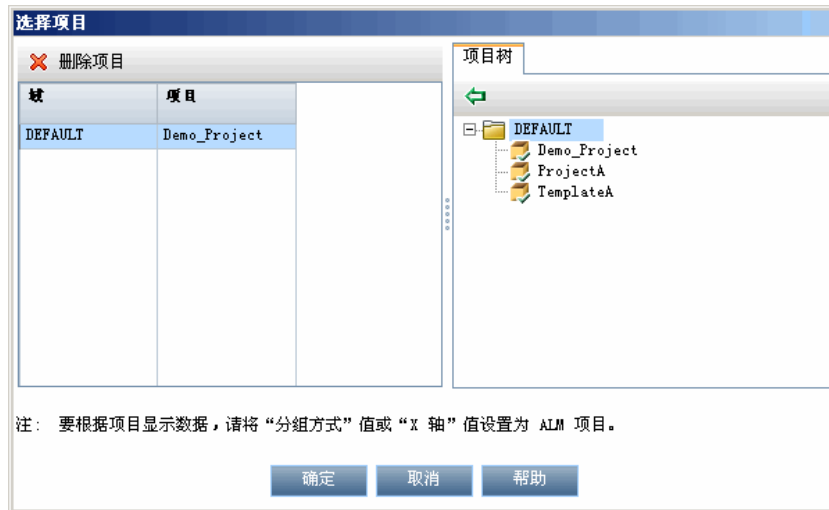 选择项目
删除项目
域 项目
DEFAULT Demo_Project
项目树
DEFAULT
Demo_Project
ProjectA
TemplateA
注: 要根据项目显示数据,请将“分组方式”值或“X 轴”值设置为 ALM 项目。
确定 取消 帮助